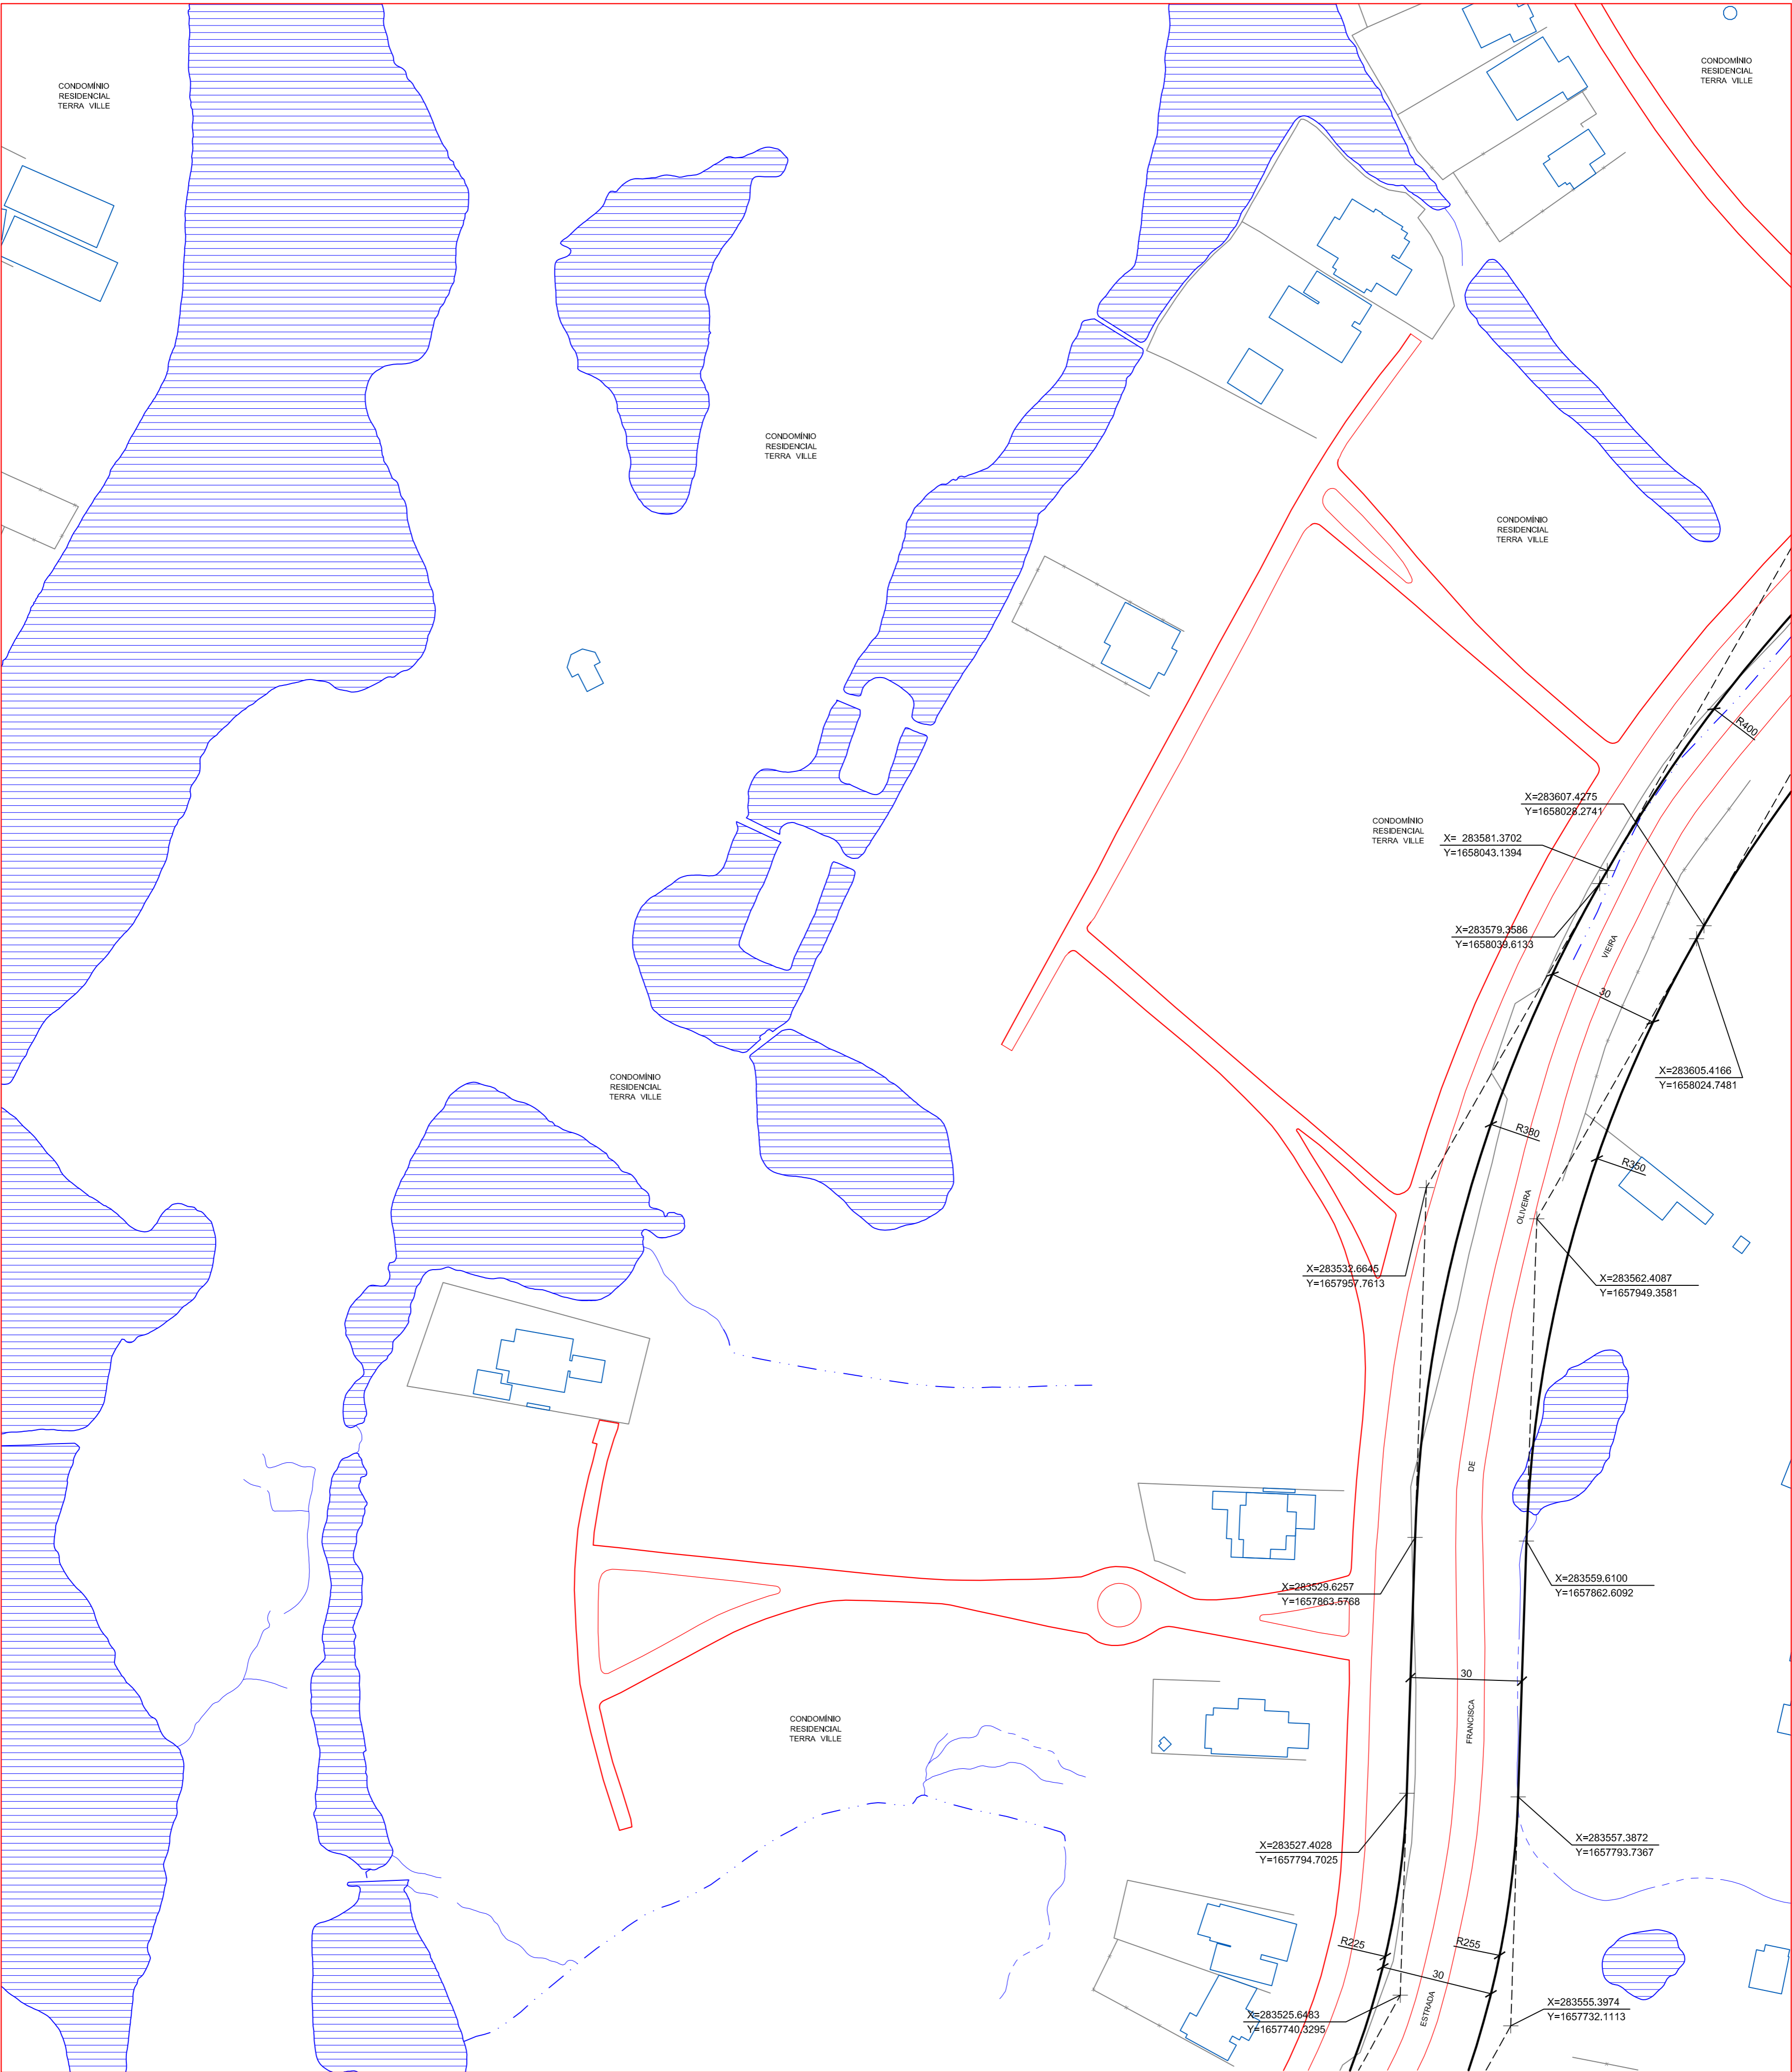 CONDOMÍNIO
RESIDENCIAL
TERRA VILLE
CONDOMÍNIO
RESIDENCIAL
TERRA VILLE
CONDOMÍNIO
RESIDENCIAL
TERRA VILLE
CONDOMÍNIO
RESIDENCIAL
TERRA VILLE
R400
X=283607.4275
Y=1658028.2741
CONDOMÍNIO
RESIDENCIAL
TERRA VILLE
X= 283581.3702
Y=1658043.1394
X=283579.3586
Y=1658039.6133
VIEIRA
30
X=283605.4166
Y=1658024.7481
CONDOMÍNIO
RESIDENCIAL
TERRA VILLE
R380
R350
OLIVEIRA
X=283532.6645
Y=1657957.7613
X=283562.4087
Y=1657949.3581
DE
X=283529.6257
Y=1657863.5768
X=283559.6100
Y=1657862.6092
30
FRANCISCA
CONDOMÍNIO
RESIDENCIAL
TERRA VILLE
X=283527.4028
Y=1657794.7025
X=283557.3872
Y=1657793.7367
R225
R255
30
ESTRADA
X=283525.6483
Y=1657740.3295
X=283555.3974
Y=1657732.1113